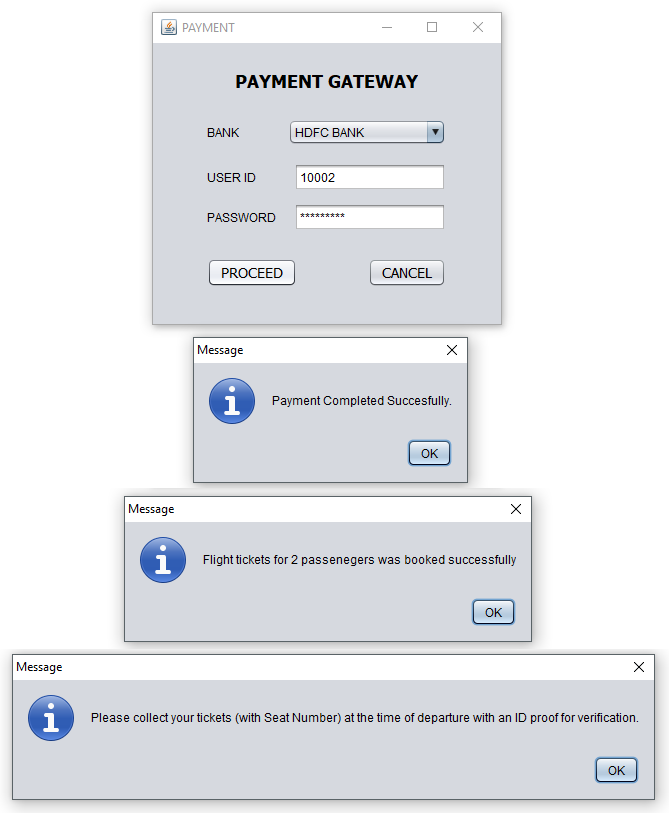 PAYMENT
PAYMENT GATEWAY
BANK HDFC BANK
USER ID 10002
PASSWORD *********
PROCEED CANCEL
Message
Payment Completed Succesfully.
OK
Message
Flight tickets for 2 passenegers was booked successfully
OK
Message
Please collect your tickets (with Seat Number) at the time of departure with an ID proof for verification.
OK